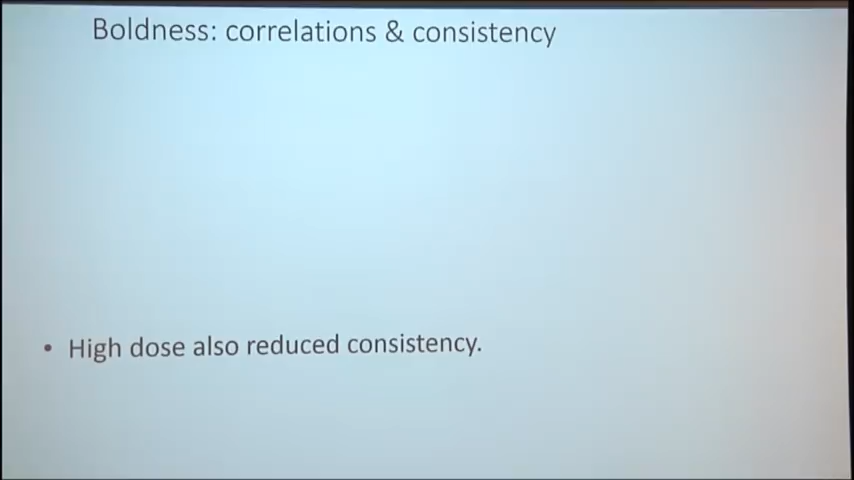 Boldness: correlations & consistency
• High dose also reduced consistency.